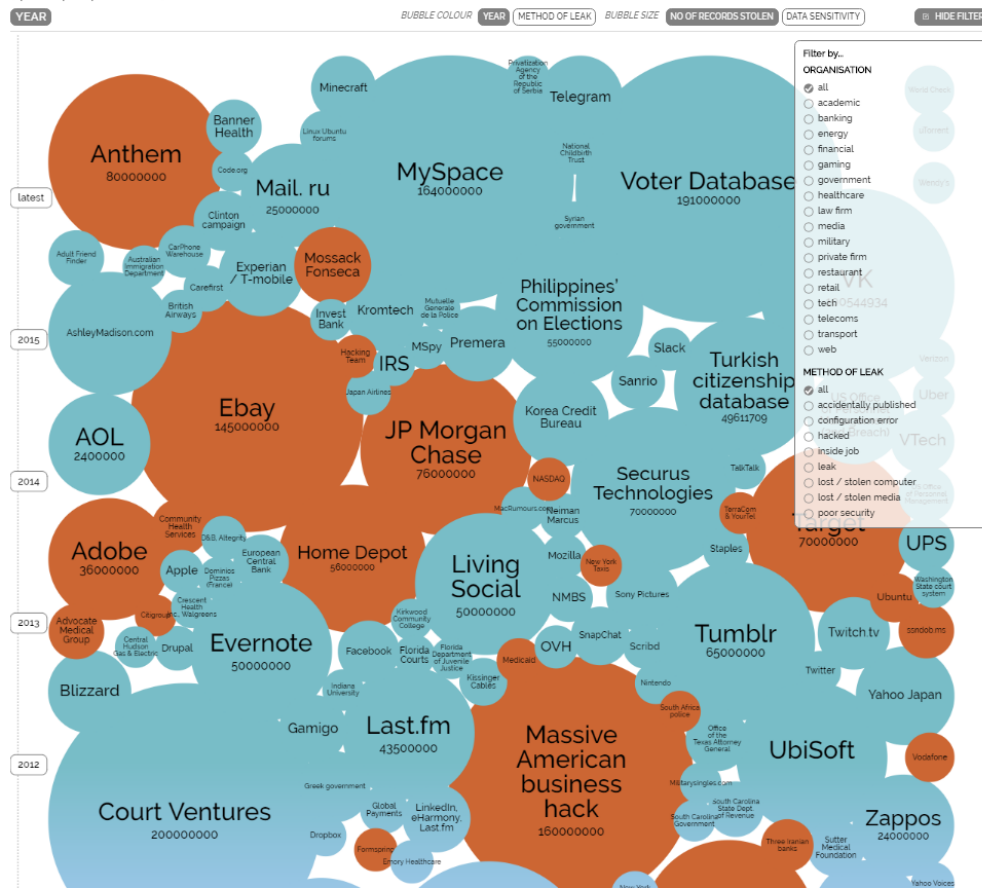 YEAR
BUBBLE COLOUR YEAR METHOD OF LEAK BUBBLE SIZE NO OF RECORDS STOLEN DATA SENSITIVITY HIDE FILTER
latest
2015
2014
2013
2012
Anthem
80000000
Banner
Health
Minecraft
Linux Ubuntu
forums
Code.org
Mail. ru
25000000
MySpace
164000000
Privatization
Agency
of the
Republic
of Serbia
Telegram
National
Childbirth
Trust
Syrian
government
Voter Database
191000000
Clinton
campaign
Adult Friend
Finder
Australian
Immigration
Department
CarPhone
Warehouse
Carefirst
Experian
/ T-mobile
Mossack
Fonseca
British
Airways
AshleyMadison.com
Invest
Bank
Kromtech
Mutuelle
Generale
de la Police
Hacking
Team
IRS
MSpy
Premera
Japan Airlines
Philippines'
Commission
on Elections
55000000
Slack
Sanrio
Turkish
citizenship
database
49611709
Ebay
145000000
AOL
2400000
JP Morgan
Chase
76000000
Korea Credit
Bureau
NASDAQ
Securus
Technologies
70000000
TalkTalk
TerraCom
& YourTel
Target
70000000
MacRumours.com
Neiman
Marcus
Adobe
36000000
Community
Health
Services
D&B, Altegrity
European
Central
Bank
Home Depot
56000000
Living
Social
50000000
Mozilla
New York
Taxis
Staples
UPS
Apple
Dominios
Pizzas
(France)
NMBS
Sony Pictures
Washington
State court
system
Ubuntu
Advocate
Medical
Group
Citigroup
Crescent
Health
Inc., Walgreens
Central
Hudson
Gas & Electric
Drupal
Evernote
50000000
Kirkwood
Community
College
Facebook
Florida
Courts
Florida
Department
of Juvenile
Justice
Medicaid
OVH
SnapChat
Scribd
Tumblr
65000000
Twitch.tv
ssndob.ms
Blizzard
Indiana
University
Kissinger
Cables
Nintendo
Twitter
Yahoo Japan
Gamigo
Last.fm
43500000
South Africa
police
Massive
American
business
hack
160000000
Office
of the
Texas Attorney
General
UbiSoft
Vodafone
Court Ventures
200000000
Greek government
Global
Payments
LinkedIn,
eHarmony,
Last.fm
Militarysingles.com
South Carolina
Government
South Carolina
State Dept.
of Revenue
Zappos
24000000
Dropbox
Formspring
Emory Healthcare
Three Iranian
banks
Sutter
Medical
Foundation
Yahoo Voices
New York
Filter by...
ORGANISATION
all
academic
banking
energy
financial
gaming
government
healthcare
law firm
media
military
private firm
restaurant
retail
tech
telecoms
transport
web
METHOD OF LEAK
all
accidentally published
configuration error
hacked
inside job
leak
lost / stolen computer
lost / stolen media
poor security
World Check
uTorrent
Wendy's
VK
Verizon
Uber
VTech